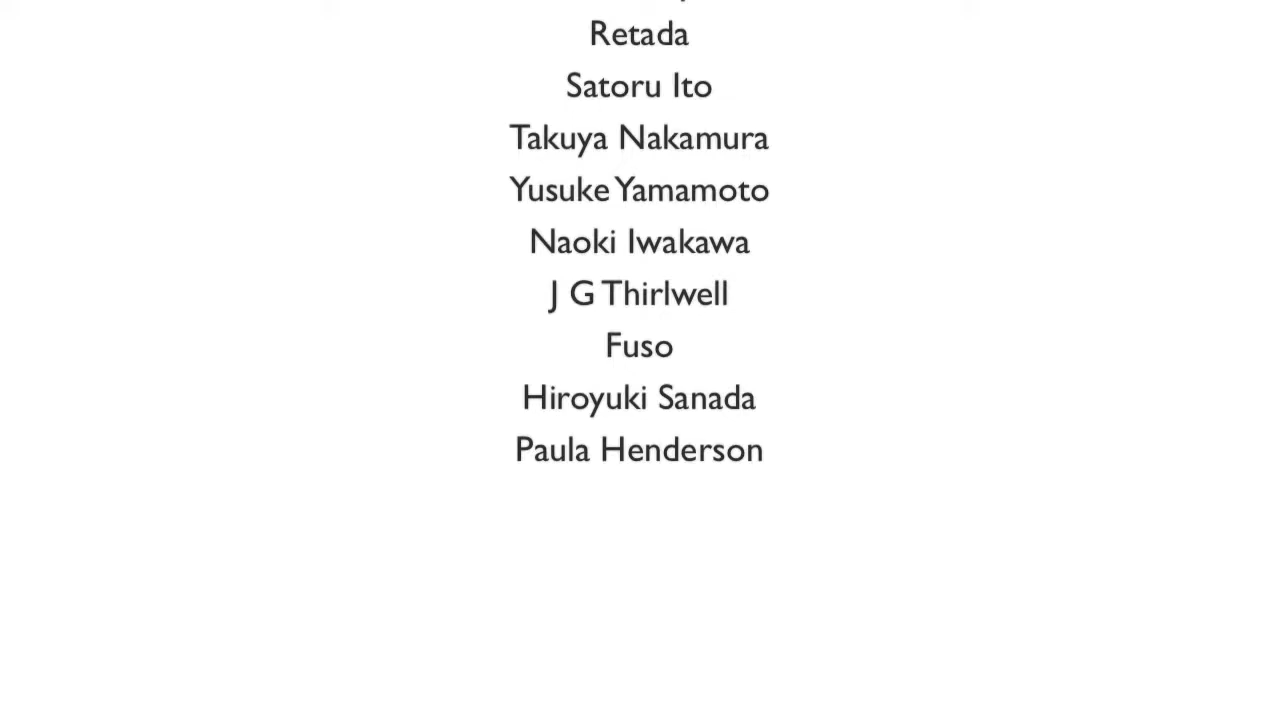 Retada
Satoru Ito
Takuya Nakamura
Yusuke Yamamoto
Naoki Iwakawa
J G Thirlwell
Fuso
Hiroyuki Sanada
Paula Henderson